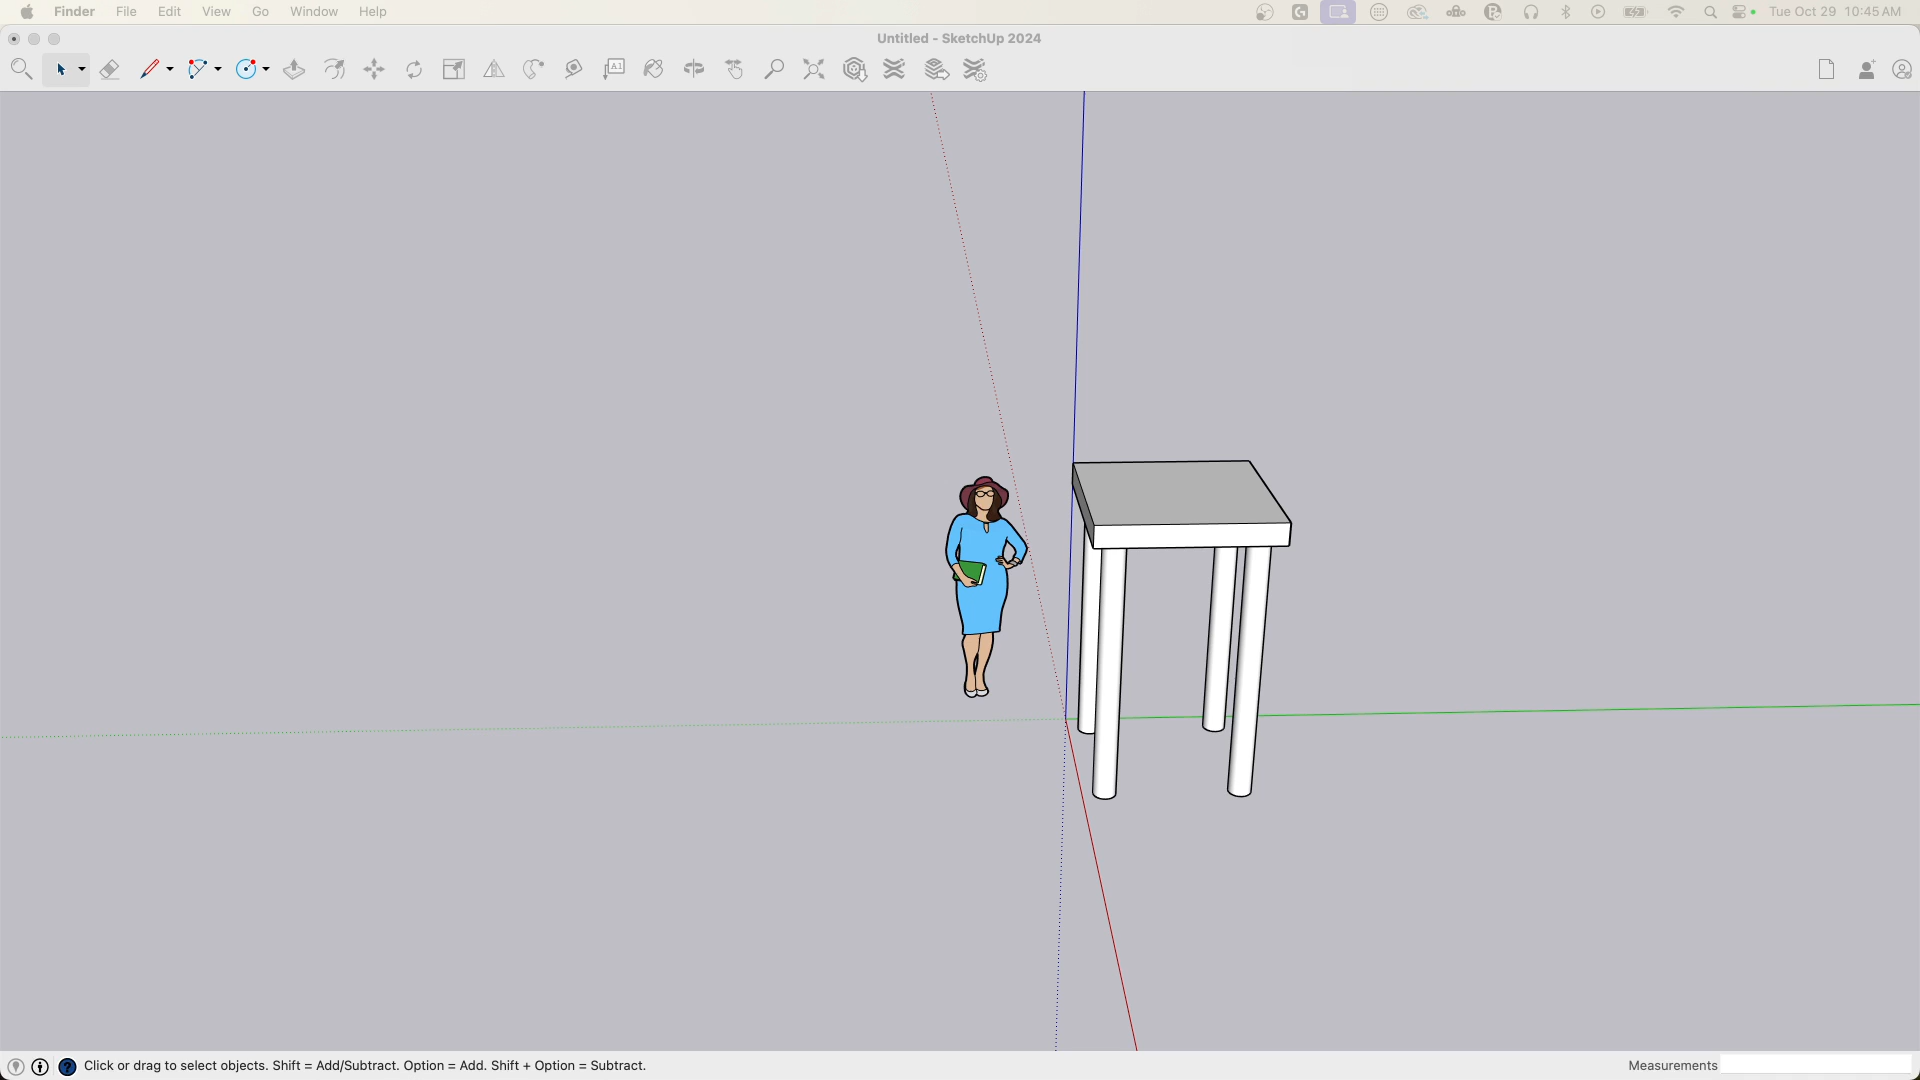 Finder File Edit View Go Window Help Tue Oct 29 10:45 AM
Untitled - SketchUp 2024
A1
Click or drag to select objects. Shift = Add/Subtract. Option = Add. Shift + Option = Subtract.
Measurements